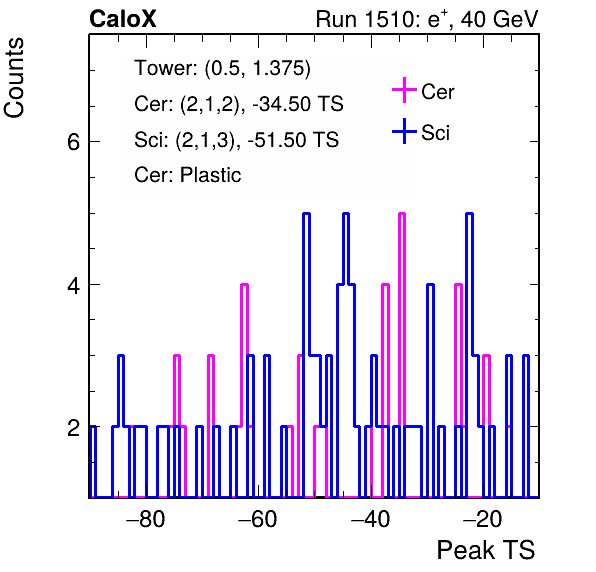 CaloX Run 1510: e⁺, 40 GeV
Counts
Tower: (0.5, 1.375)
Cer: (2,1,2), -34.50 TS
Sci: (2,1,3), -51.50 TS
Cer: Plastic
Cer
Sci
6
4
2
−80 −60 −40 −20
Peak TS